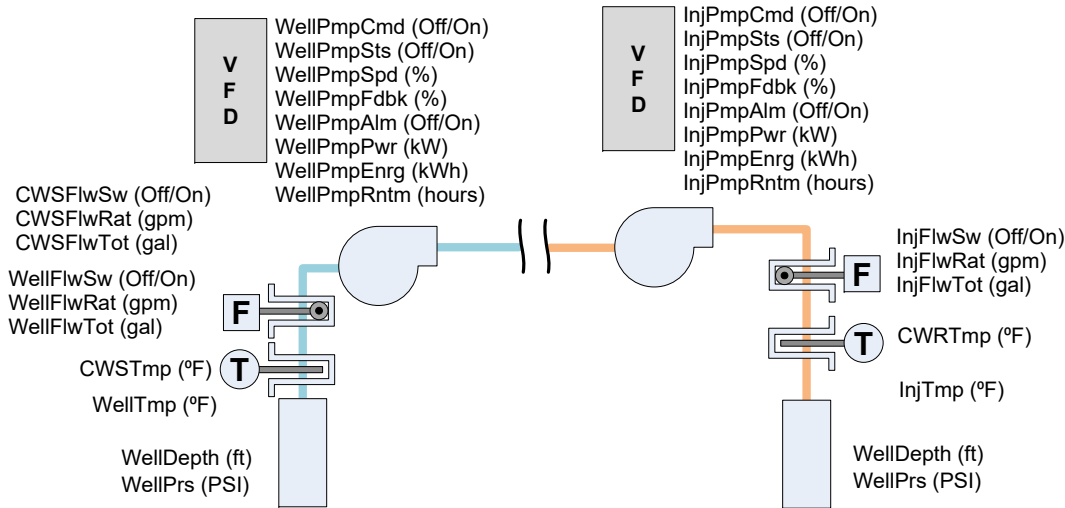 V
F
D
WellPmpCmd (Off/On)
WellPmpSts (Off/On)
WellPmpSpd (%)
WellPmpFdbk (%)
WellPmpAlm (Off/On)
WellPmpPwr (kW)
WellPmpEnrg (kWh)
WellPmpRntm (hours)
V
F
D
InjPmpCmd (Off/On)
InjPmpSts (Off/On)
InjPmpSpd (%)
InjPmpFdbk (%)
InjPmpAlm (Off/On)
InjPmpPwr (kW)
InjPmpEnrg (kWh)
InjPmpRntm (hours)
CWSFlwSw (Off/On)
CWSFlwRat (gpm)
CWSFlwTot (gal)
WellFlwSw (Off/On)
WellFlwRat (gpm)
WellFlwTot (gal)
F
CWSTmp (ºF)
T
WellTmp (ºF)
WellDepth (ft)
WellPrs (PSI)
InjFlwSw (Off/On)
InjFlwRat (gpm)
InjFlwTot (gal)
F
T
CWRTmp (ºF)
InjTmp (ºF)
WellDepth (ft)
WellPrs (PSI)